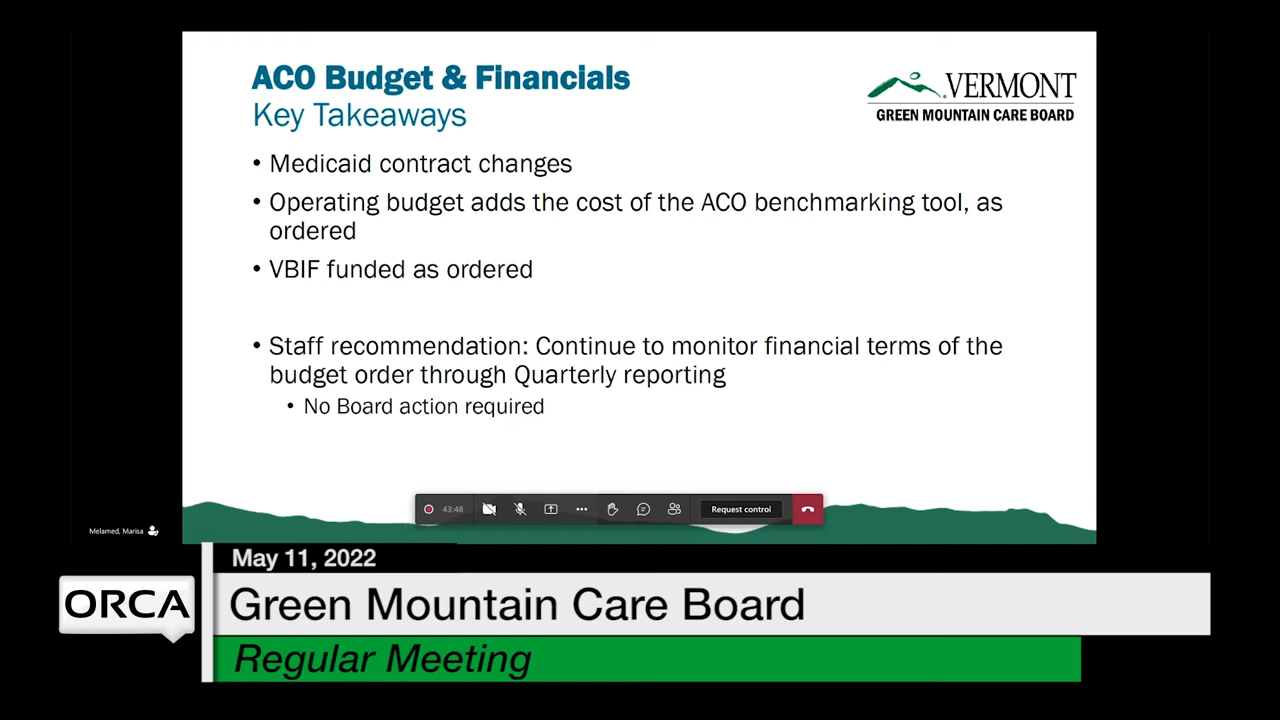 ACO Budget & Financials
Key Takeaways
VERMONT
GREEN MOUNTAIN CARE BOARD
• Medicaid contract changes
• Operating budget adds the cost of the ACO benchmarking tool, as
ordered
• VBIF funded as ordered
• Staff recommendation: Continue to monitor financial terms of the
budget order through Quarterly reporting
• No Board action required
43:48
Request control
Melamed, Marisa
May 11, 2022
ORCA
Green Mountain Care Board
Regular Meeting